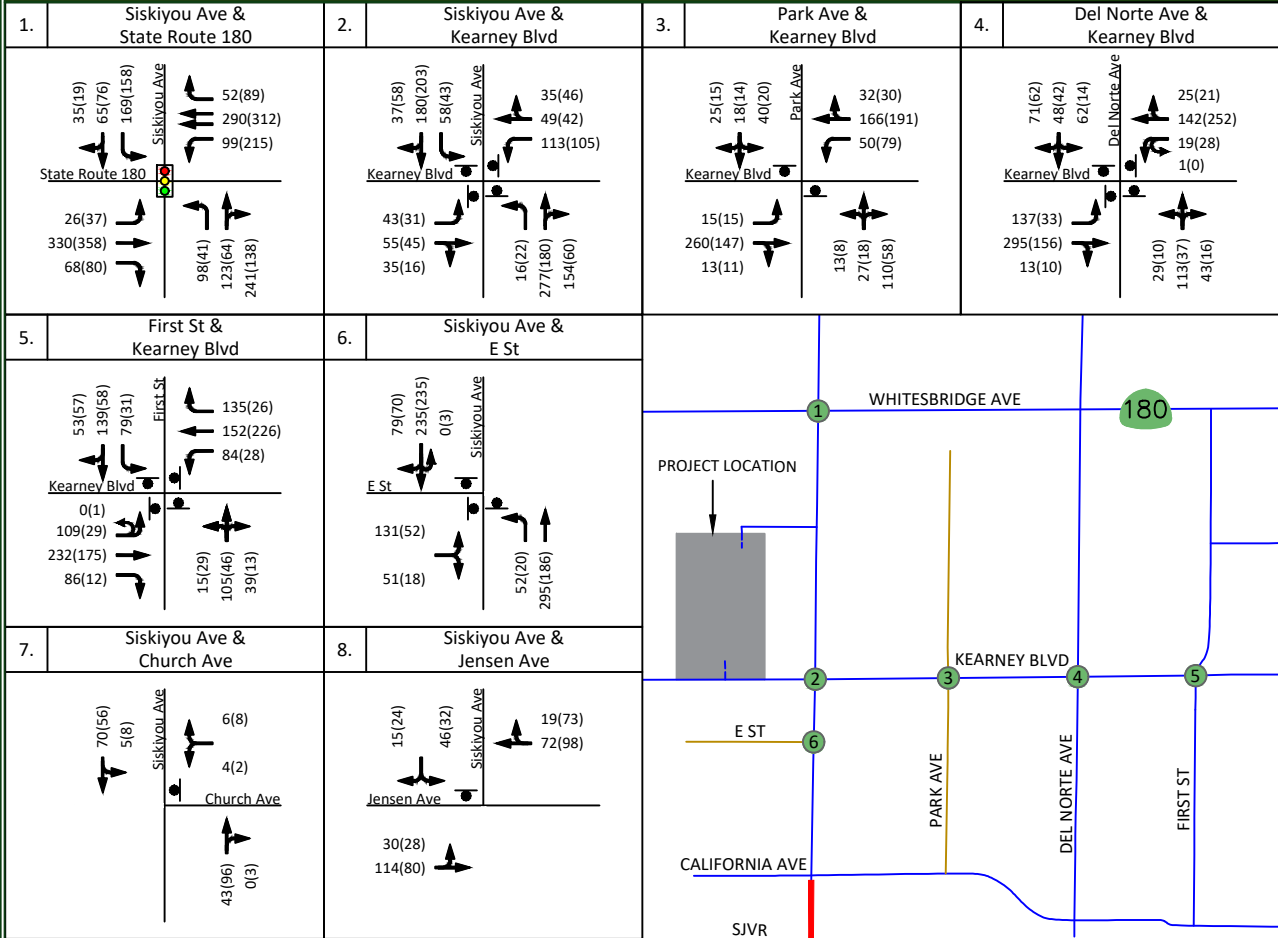 1.
Siskiyou Ave &
State Route 180
35(19)
65(76)
169(158)
Siskiyou Ave
52(89)
290(312)
99(215)
State Route 180
26(37)
330(358)
68(80)
98(41)
123(64)
241(138)
2.
Siskiyou Ave &
Kearney Blvd
37(58)
180(203)
58(43)
Siskiyou Ave
35(46)
49(42)
113(105)
Kearney Blvd
43(31)
55(45)
35(16)
16(22)
277(180)
154(60)
3.
Park Ave &
Kearney Blvd
25(15)
18(14)
40(20)
Park Ave
32(30)
166(191)
50(79)
Kearney Blvd
15(15)
260(147)
13(11)
13(8)
27(18)
110(58)
4.
Del Norte Ave &
Kearney Blvd
71(62)
48(42)
62(14)
Del Norte Ave
25(21)
142(252)
19(28)
1(0)
Kearney Blvd
137(33)
295(156)
13(10)
29(10)
113(37)
43(16)
5.
First St &
Kearney Blvd
53(57)
139(58)
79(31)
First St
135(26)
152(226)
84(28)
Kearney Blvd
0(1)
109(29)
232(175)
86(12)
15(29)
105(46)
39(13)
6.
Siskiyou Ave &
E St
79(70)
235(235)
0(3)
Siskiyou Ave
E St
131(52)
51(18)
52(20)
295(186)
7.
Siskiyou Ave &
Church Ave
70(56)
5(8)
Siskiyou Ave
6(8)
4(2)
Church Ave
43(96)
0(3)
8.
Siskiyou Ave &
Jensen Ave
15(24)
46(32)
Siskiyou Ave
19(73)
72(98)
Jensen Ave
30(28)
114(80)
1
WHITESBRIDGE AVE
180
PROJECT LOCATION
KEARNEY BLVD
2
3
4
5
E ST
6
PARK AVE
DEL NORTE AVE
FIRST ST
CALIFORNIA AVE
SJVR